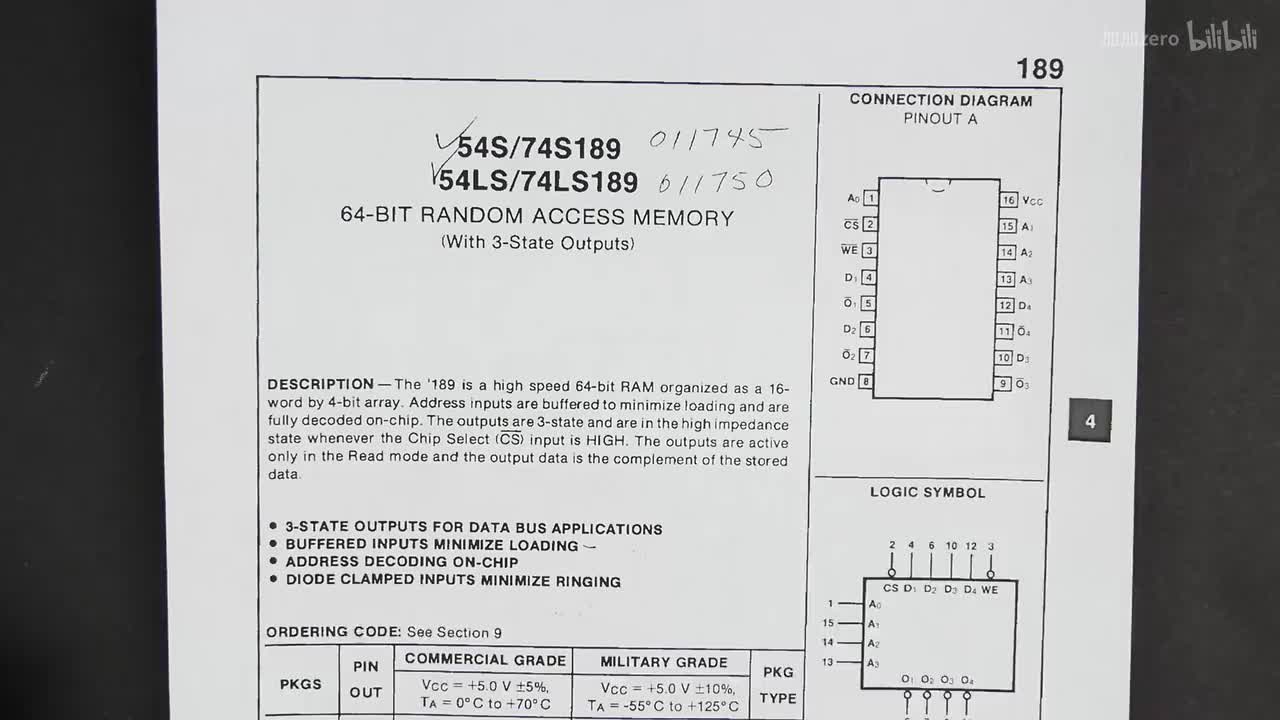 zero bilibili
189
54S/74S189 011745
54LS/74LS189 011750
64-BIT RANDOM ACCESS MEMORY
(With 3-State Outputs)
DESCRIPTION — The '189 is a high speed 64-bit RAM organized as a 16-
word by 4-bit array. Address inputs are buffered to minimize loading and are
fully decoded on-chip. The outputs are 3-state and are in the high impedance
state whenever the Chip Select (C̅S̅) input is HIGH. The outputs are active
only in the Read mode and the output data is the complement of the stored
data.
• 3-STATE OUTPUTS FOR DATA BUS APPLICATIONS
• BUFFERED INPUTS MINIMIZE LOADING
• ADDRESS DECODING ON-CHIP
• DIODE CLAMPED INPUTS MINIMIZE RINGING
ORDERING CODE: See Section 9
PKGS
PIN
OUT
COMMERCIAL GRADE
VCC = +5.0 V ±5%,
TA = 0°C to +70°C
MILITARY GRADE
VCC = +5.0 V ±10%,
TA = -55°C to +125°C
PKG
TYPE
CONNECTION DIAGRAM
PINOUT A
A0 1 16 VCC
C̅S̅ 2 15 A1
W̅E̅ 3 14 A2
D1 4 13 A3
O̅1 5 12 D4
D2 6 11 O̅4
O̅2 7 10 D3
GND 8 9 O̅3
4
LOGIC SYMBOL
2 4 6 10 12 3
CS D1 D2 D3 D4 WE
1 A0
15 A1
14 A2
13 A3
O1 O2 O3 O4